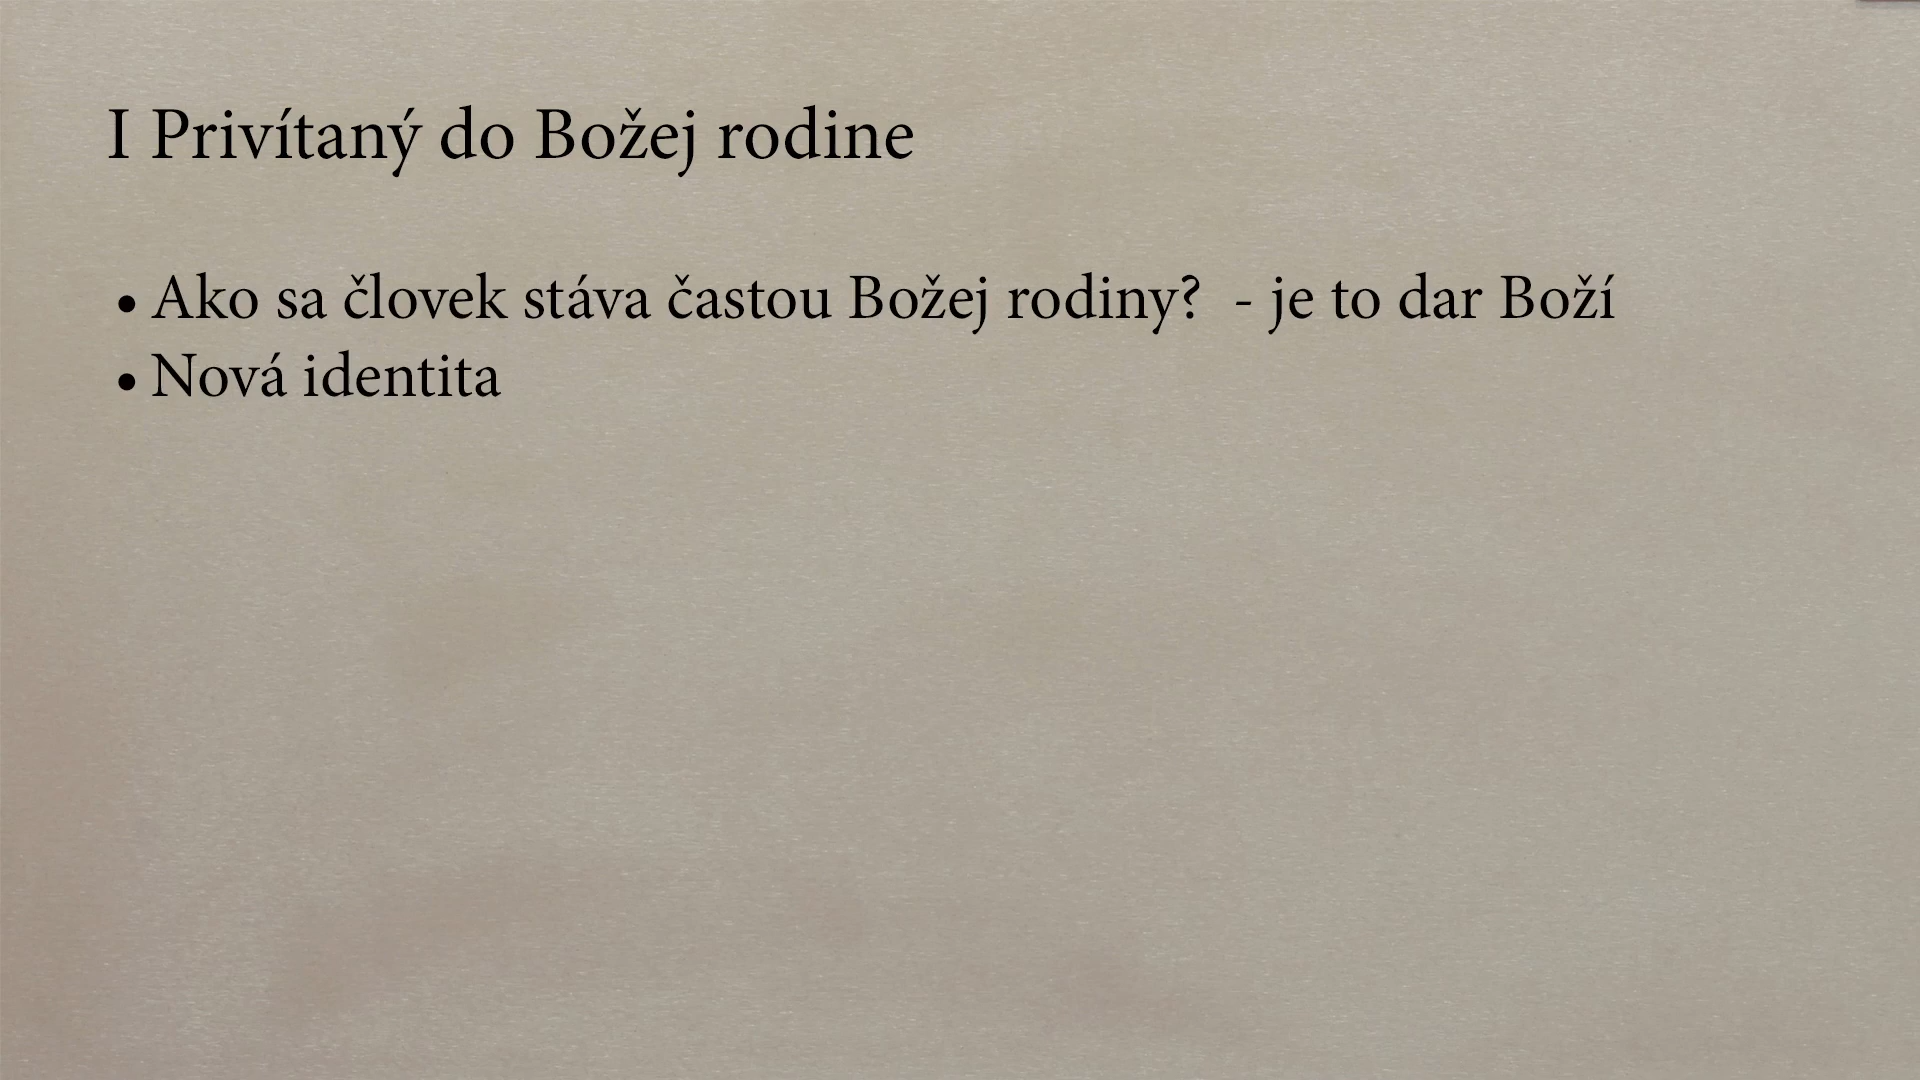 I Privítaný do Božej rodine
• Ako sa človek stáva častou Božej rodiny?  - je to dar Boží
• Nová identita